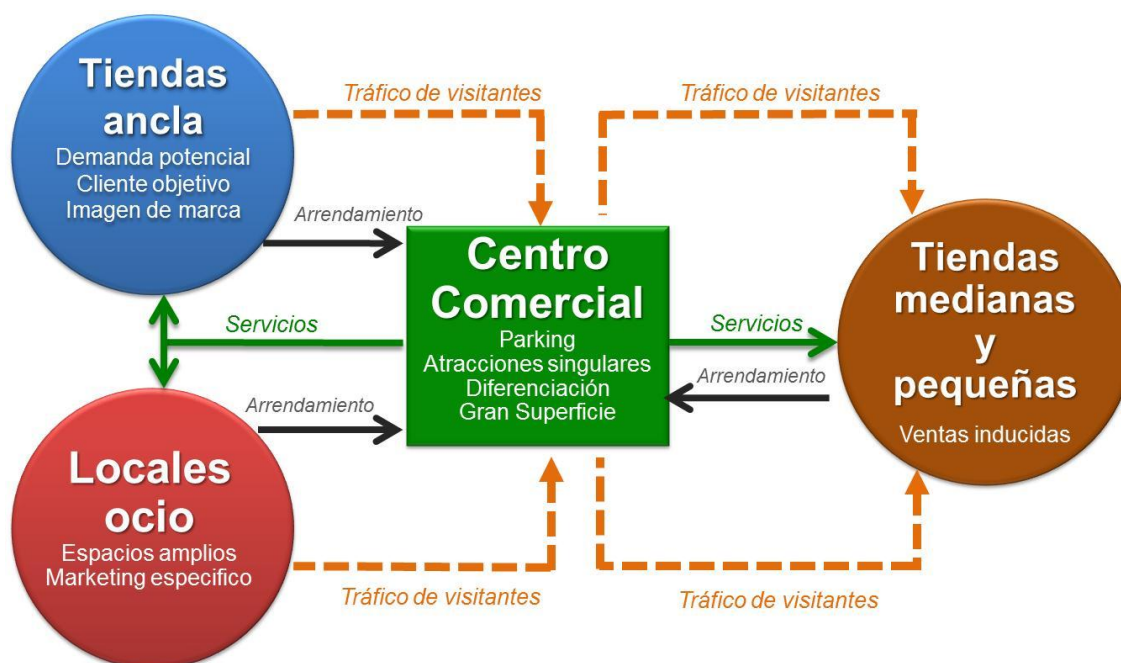 Tiendas
ancla
Demanda potencial
Cliente objetivo
Imagen de marca
Tráfico de visitantes
Tráfico de visitantes
Arrendamiento
Centro
Comercial
Parking
Atracciones singulares
Diferenciación
Gran Superficie
Servicios
Servicios
Arrendamiento
Arrendamiento
Tiendas
medianas
y
pequeñas
Ventas inducidas
Locales
ocio
Espacios amplios
Marketing especifico
Tráfico de visitantes
Tráfico de visitantes